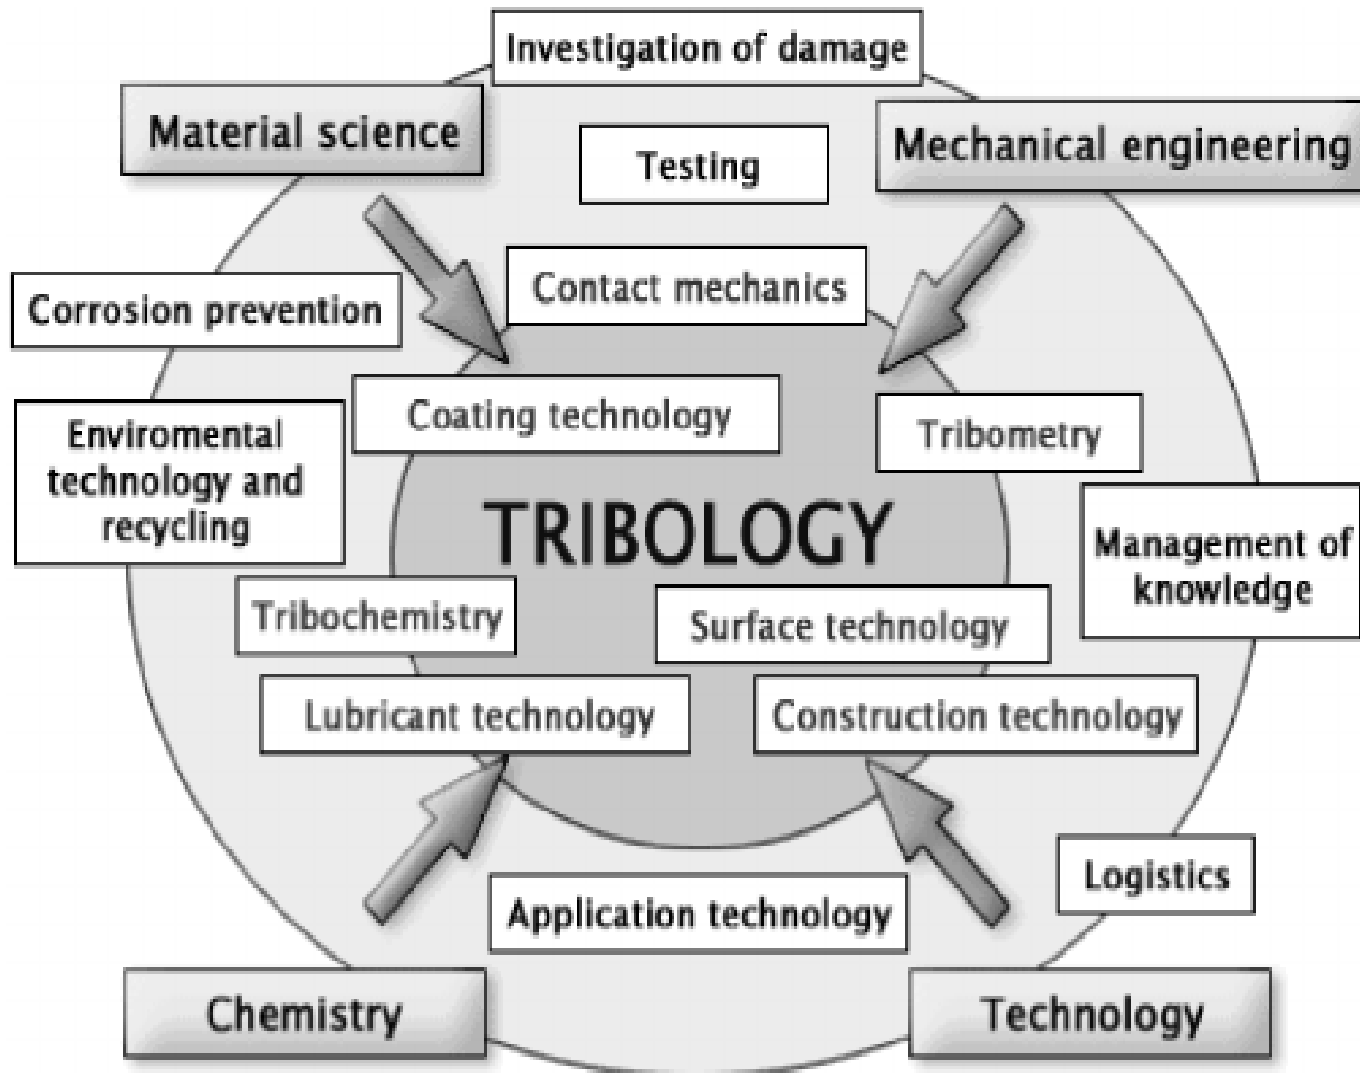 Investigation of damage
Material science
Mechanical engineering
Testing
Contact mechanics
Corrosion prevention
Coating technology
Tribometry
Enviromental
technology and
recycling
TRIBOLOGY
Management of
knowledge
Tribochemistry
Surface technology
Lubricant technology
Construction technology
Logistics
Application technology
Chemistry
Technology